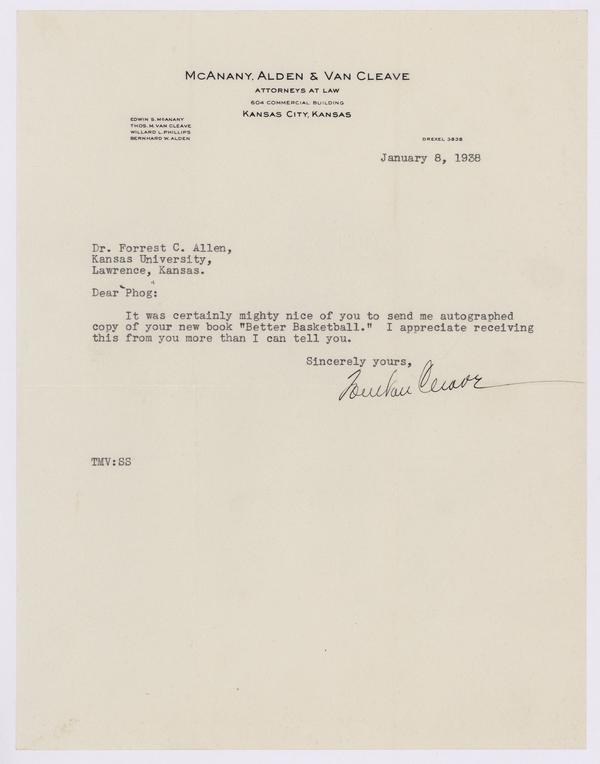 McAnany, Alden & Van Cleave
ATTORNEYS AT LAW
604 COMMERCIAL BUILDING
Kansas City, Kansas
EDWIN S. McANANY
THOS. M. VAN CLEAVE
WILLARD L. PHILLIPS
BERNHARD W. ALDEN
DREXEL 3838
January 8, 1938
Dr. Forrest C. Allen,
Kansas University,
Lawrence, Kansas.
Dear "Phog:
It was certainly mighty nice of you to send me autographed
copy of your new book "Better Basketball." I appreciate receiving
this from you more than I can tell you.
Sincerely yours,
Tom Van Cleave
TMV:SS